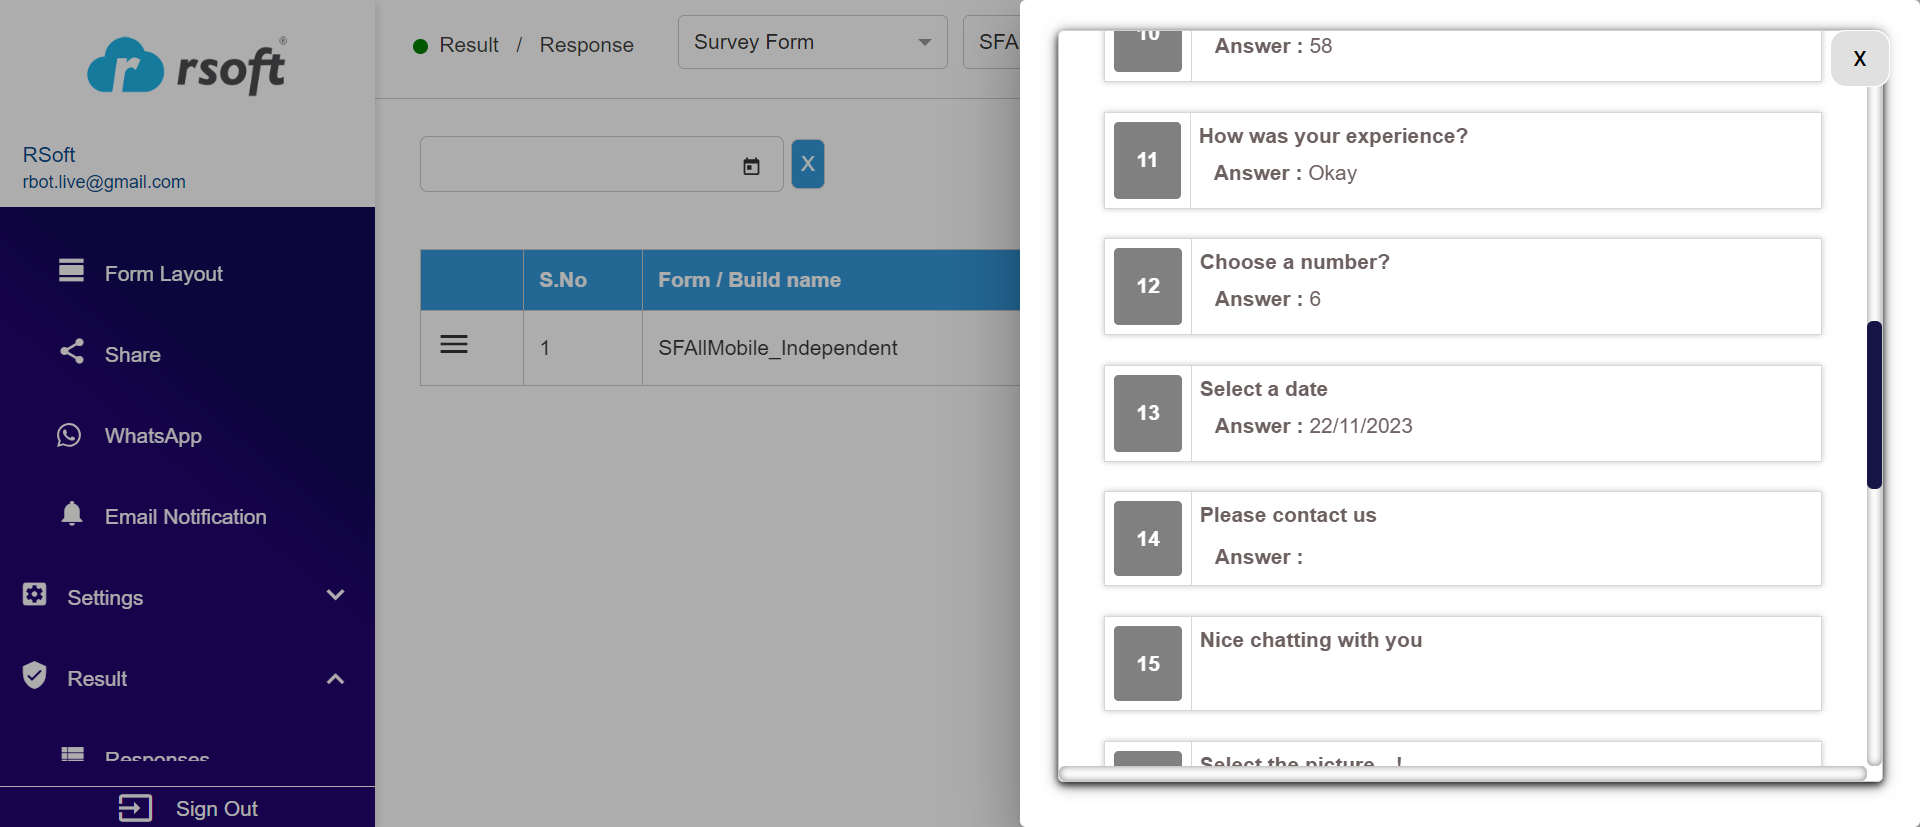 rsoft
®
RSoft
rbot.live@gmail.com
Form Layout
Share
WhatsApp
Email Notification
Settings
Result
Responses
Sign Out
Result / Response
Survey Form
SFA
X
S.No
Form / Build name
1
SFAllMobile_Independent
X
10
Answer : 58
11
How was your experience?
Answer : Okay
12
Choose a number?
Answer : 6
13
Select a date
Answer : 22/11/2023
14
Please contact us
Answer :
15
Nice chatting with you
Select the picture...!